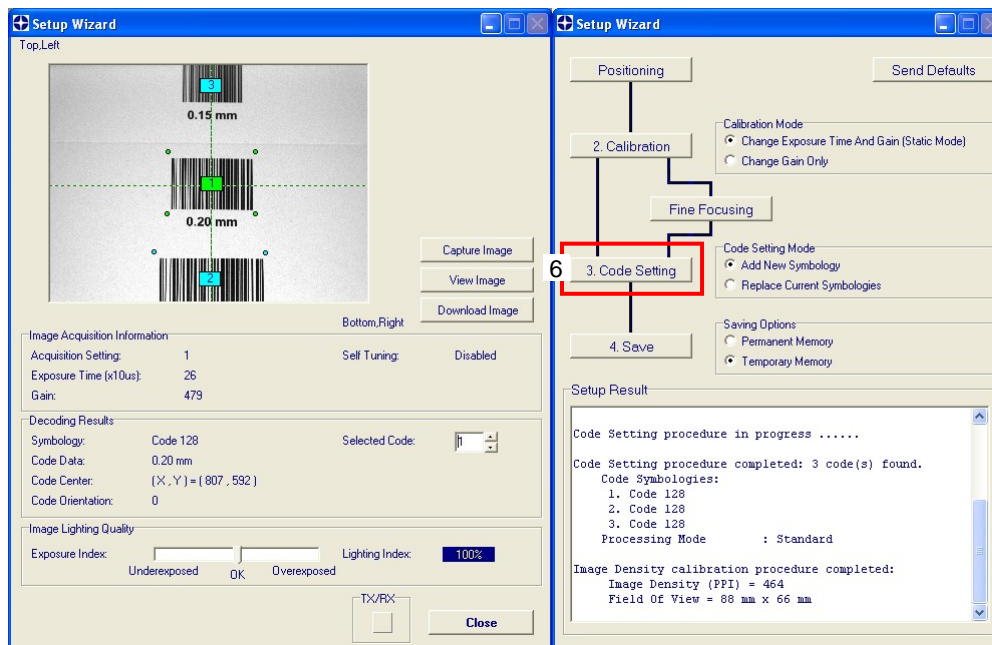 Setup Wizard
Top,Left
3
0.15 mm
1
0.20 mm
2
Capture Image
View Image
Download Image
Bottom,Right
Image Acquisition Information
Acquisition Setting: 1 Self Tuning: Disabled
Exposure Time (x10us): 26
Gain: 479
Decoding Results
Symbology: Code 128 Selected Code: 1
Code Data: 0.20 mm
Code Center: (X,Y)=(807,592)
Code Orientation: 0
Image Lighting Quality
Exposure Index: Lighting Index: 100%
Underexposed OK Overexposed
TX/RX
Close
Setup Wizard
Positioning Send Defaults
Calibration Mode
2. Calibration
Change Exposure Time And Gain (Static Mode)
Change Gain Only
Fine Focusing
Code Setting Mode
6 3. Code Setting
Add New Symbology
Replace Current Symbologies
Saving Options
4. Save
Permanent Memory
Temporary Memory
Setup Result
Code Setting procedure in progress ......
Code Setting procedure completed: 3 code(s) found.
Code Symbologies:
1. Code 128
2. Code 128
3. Code 128
Processing Mode : Standard
Image Density calibration procedure completed:
Image Density (PPI) = 464
Field Of View = 88 mm x 66 mm